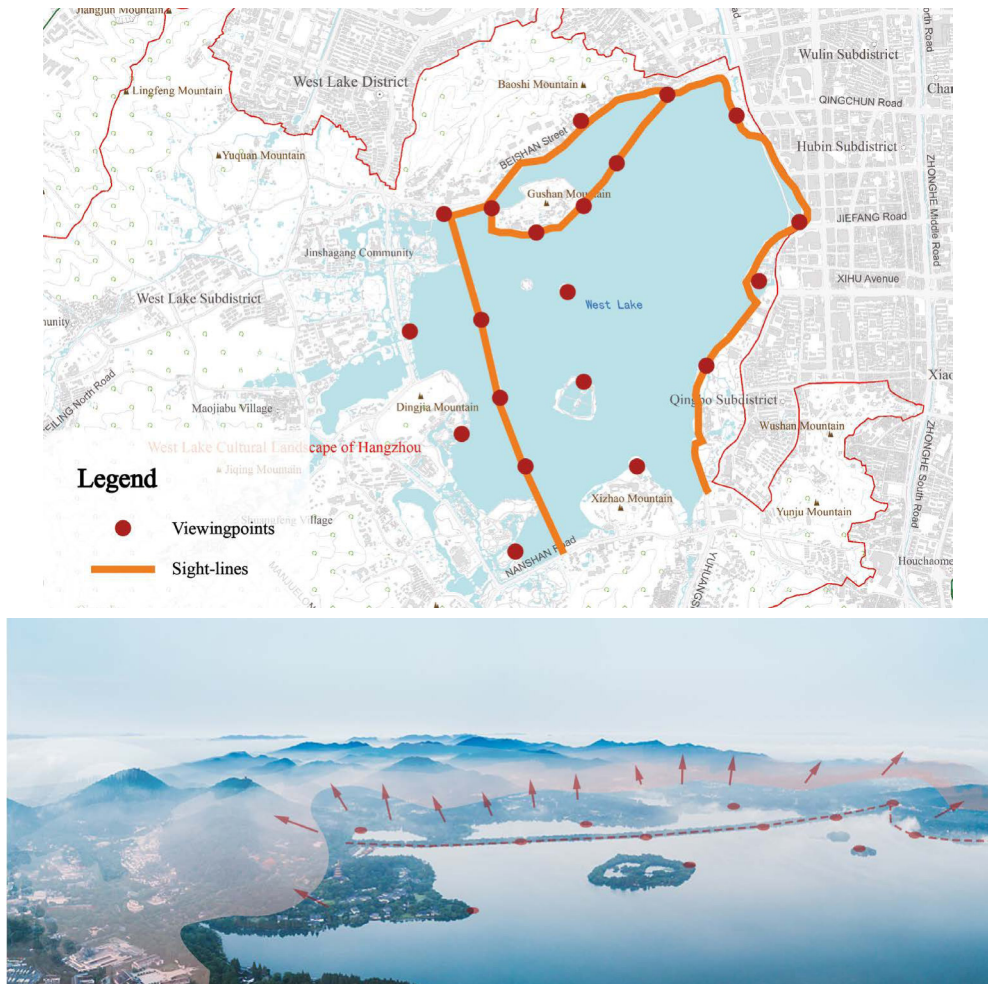 Jiangjun Mountain
North Road
Wulin Subdistrict
West Lake District
Baoshi Mountain
Lingfeng Mountain
QINGCHUN Road
BEISHAN Street
Hubin Subdistrict
Yuquan Mountain
Gushan Mountain
ZHONGHE Middle Road
JIEFANG Road
Jinshagang Community
XIHU Avenue
West Lake Subdistrict
West Lake
Dingjia Mountain
Maojiabu Village
Qingbo Subdistrict
Wushan Mountain
West Lake Cultural Landscape of Hangzhou
Jiqing Mountain
Legend
ZHONGHE South Road
Xizhao Mountain
Yunju Mountain
Viewingpoints
Village
NANSHAN Road
Sight-lines